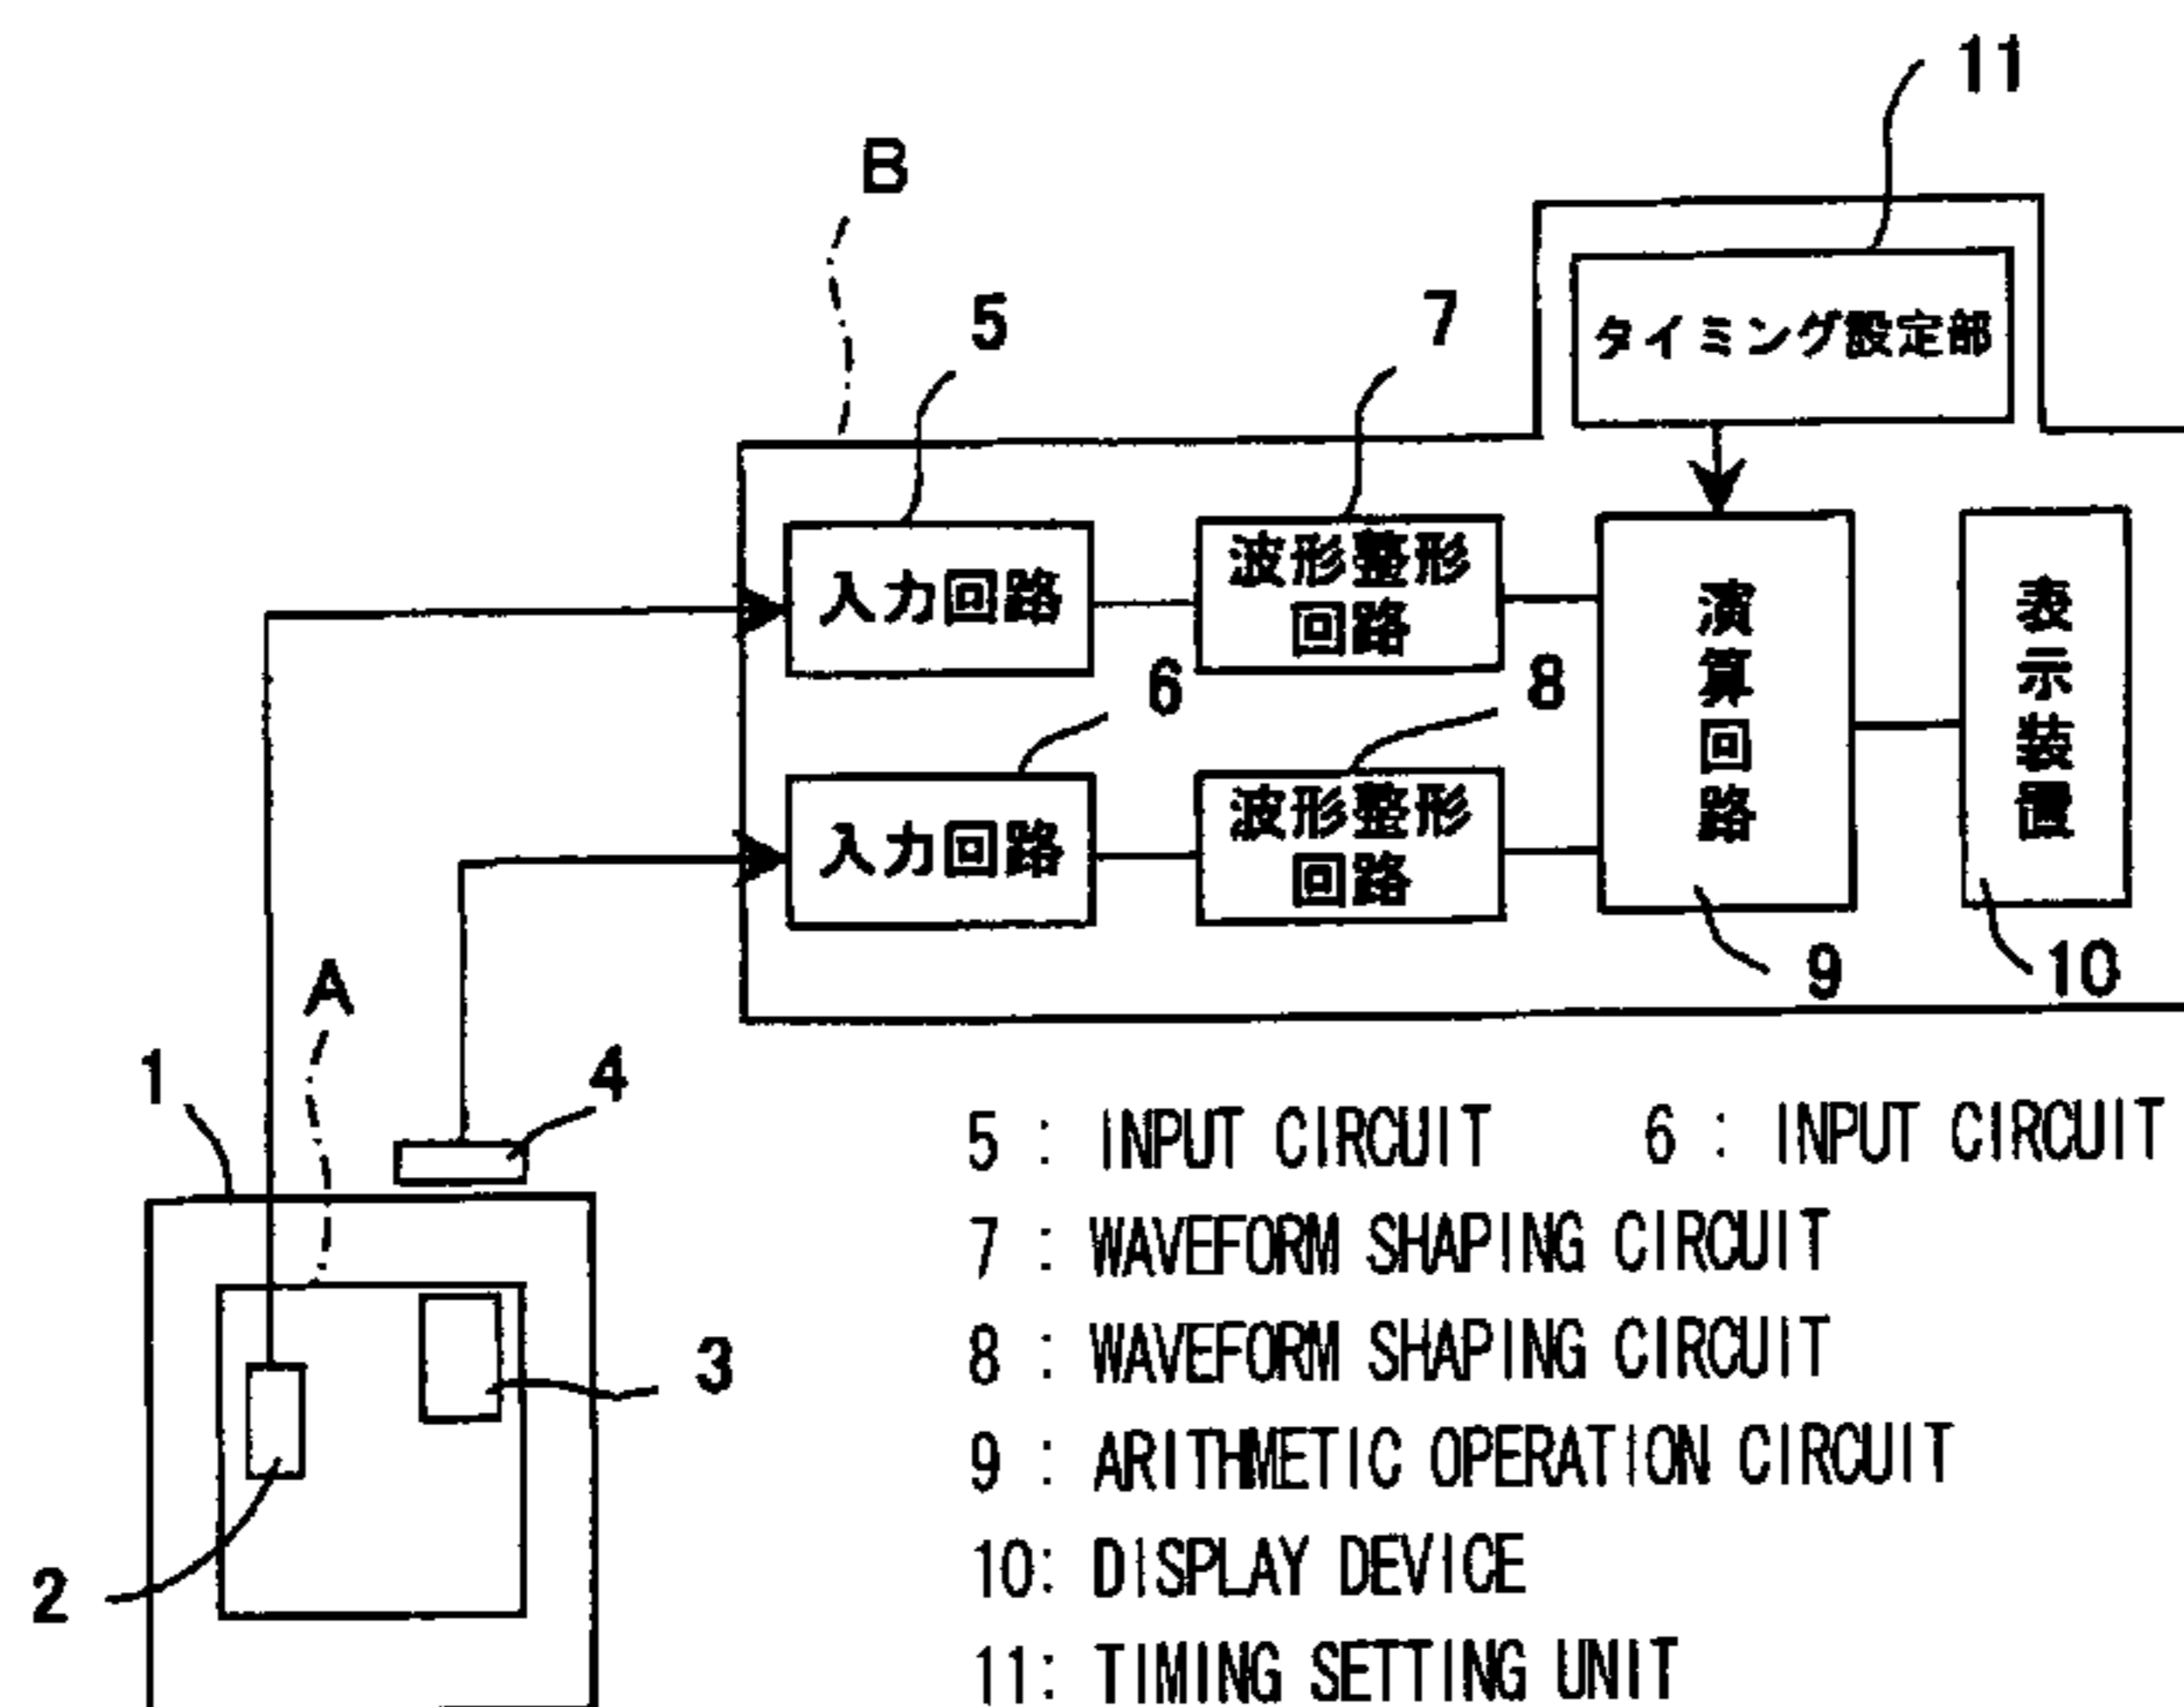 11
B
5
7
タイミング設定部
入力回路
波形整形
回路
演算回路
表示装置
6
8
入力回路
波形整形
回路
9
10
A
1
4
3
2
5 : INPUT CIRCUIT 6 : INPUT CIRCUIT
7 : WAVEFORM SHAPING CIRCUIT
8 : WAVEFORM SHAPING CIRCUIT
9 : ARITHMETIC OPERATION CIRCUIT
10: DISPLAY DEVICE
11: TIMING SETTING UNIT